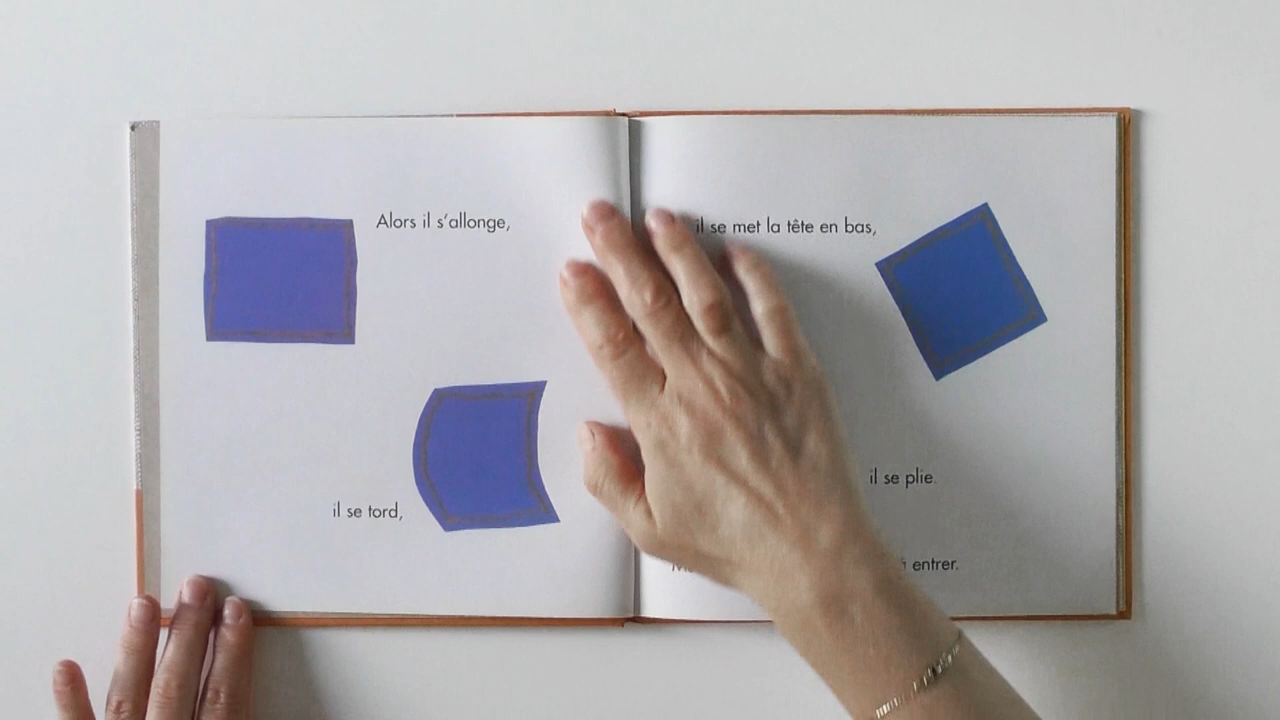 Alors il s'allonge,
il se tord,
il se met la tête en bas,
il se plie.
entrer.